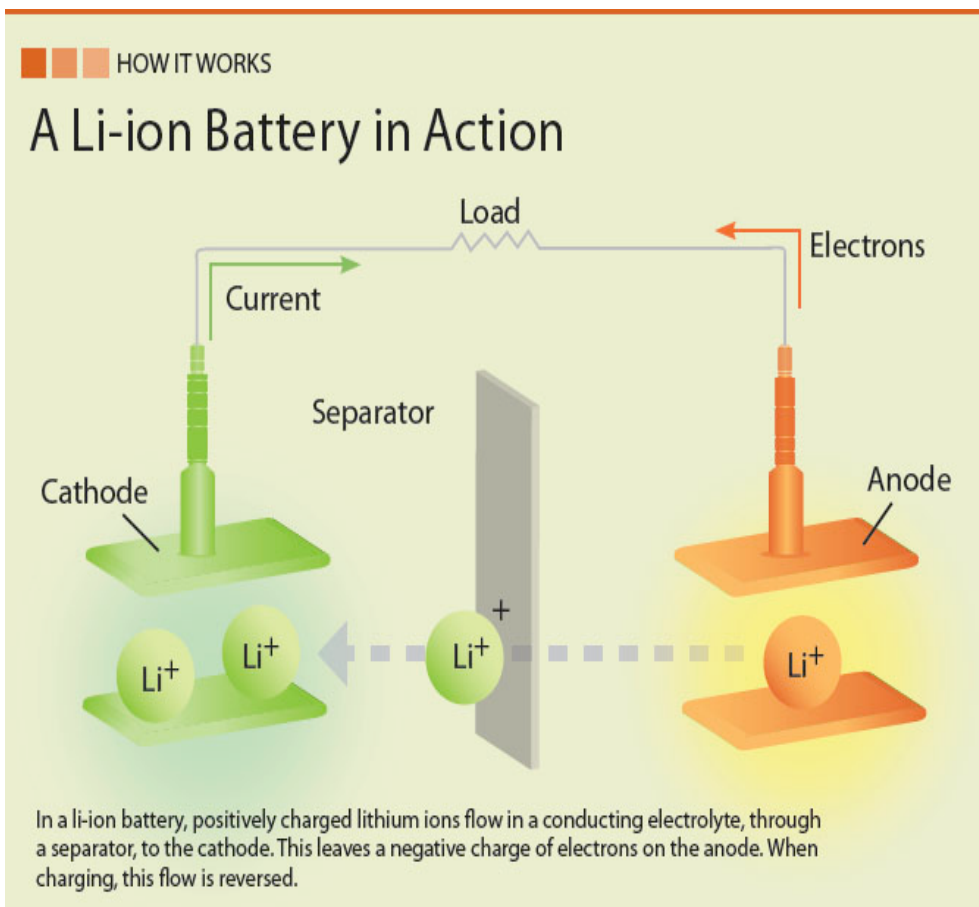 HOW IT WORKS
A Li-ion Battery in Action
Load
Electrons
Current
Separator
Cathode
Anode
+
Li+
Li+
Li+
Li+
In a li-ion battery, positively charged lithium ions flow in a conducting electrolyte, through
a separator, to the cathode. This leaves a negative charge of electrons on the anode. When
charging, this flow is reversed.